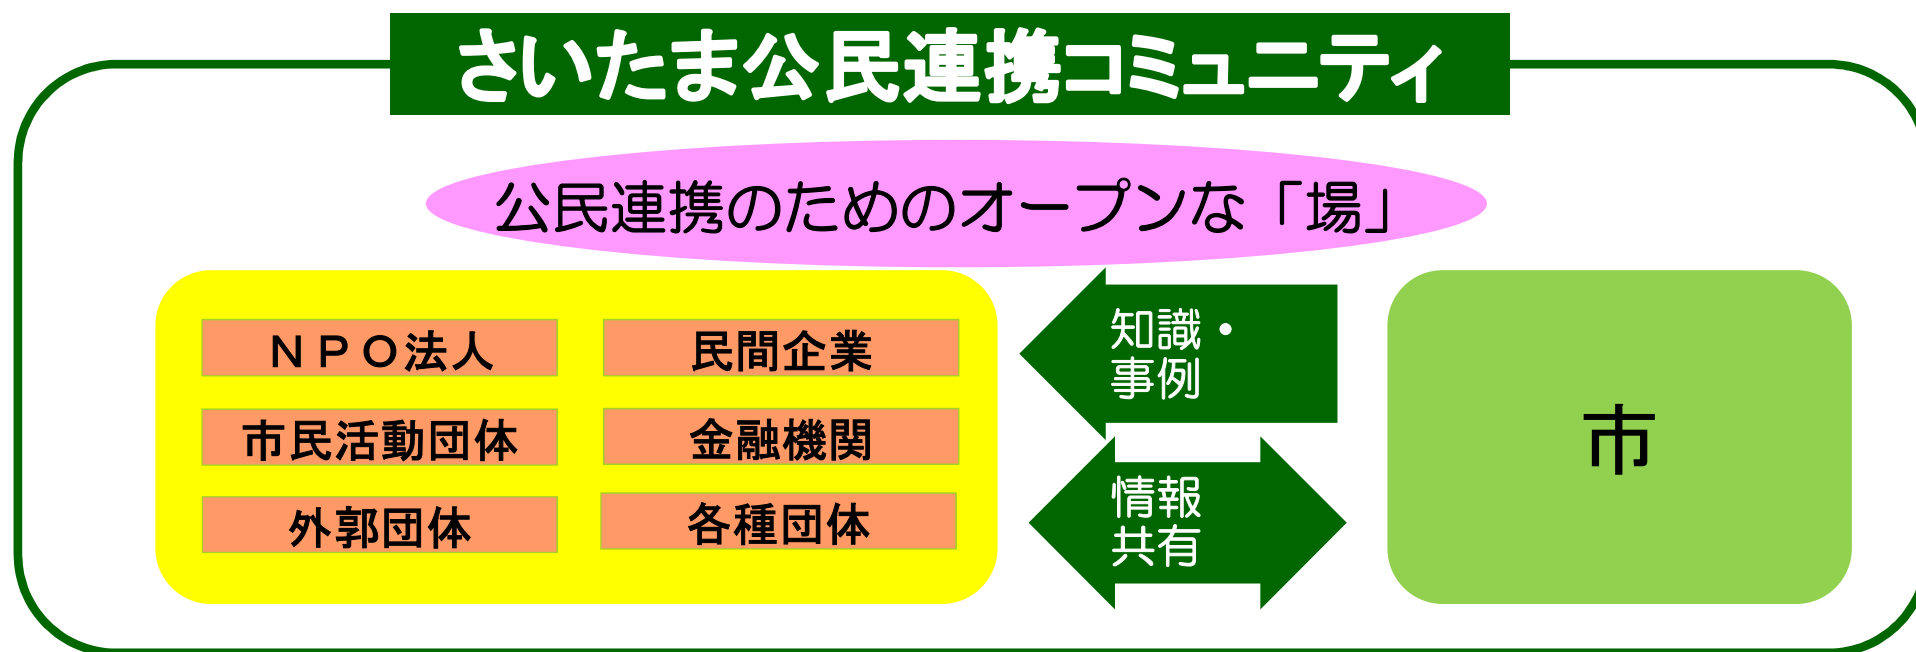 さいたま公民連携コミュニティ
公民連携のためのオープンな「場」
ＮＰＯ法人
民間企業
市民活動団体
金融機関
外郭団体
各種団体
知識・
事例
情報
共有
市